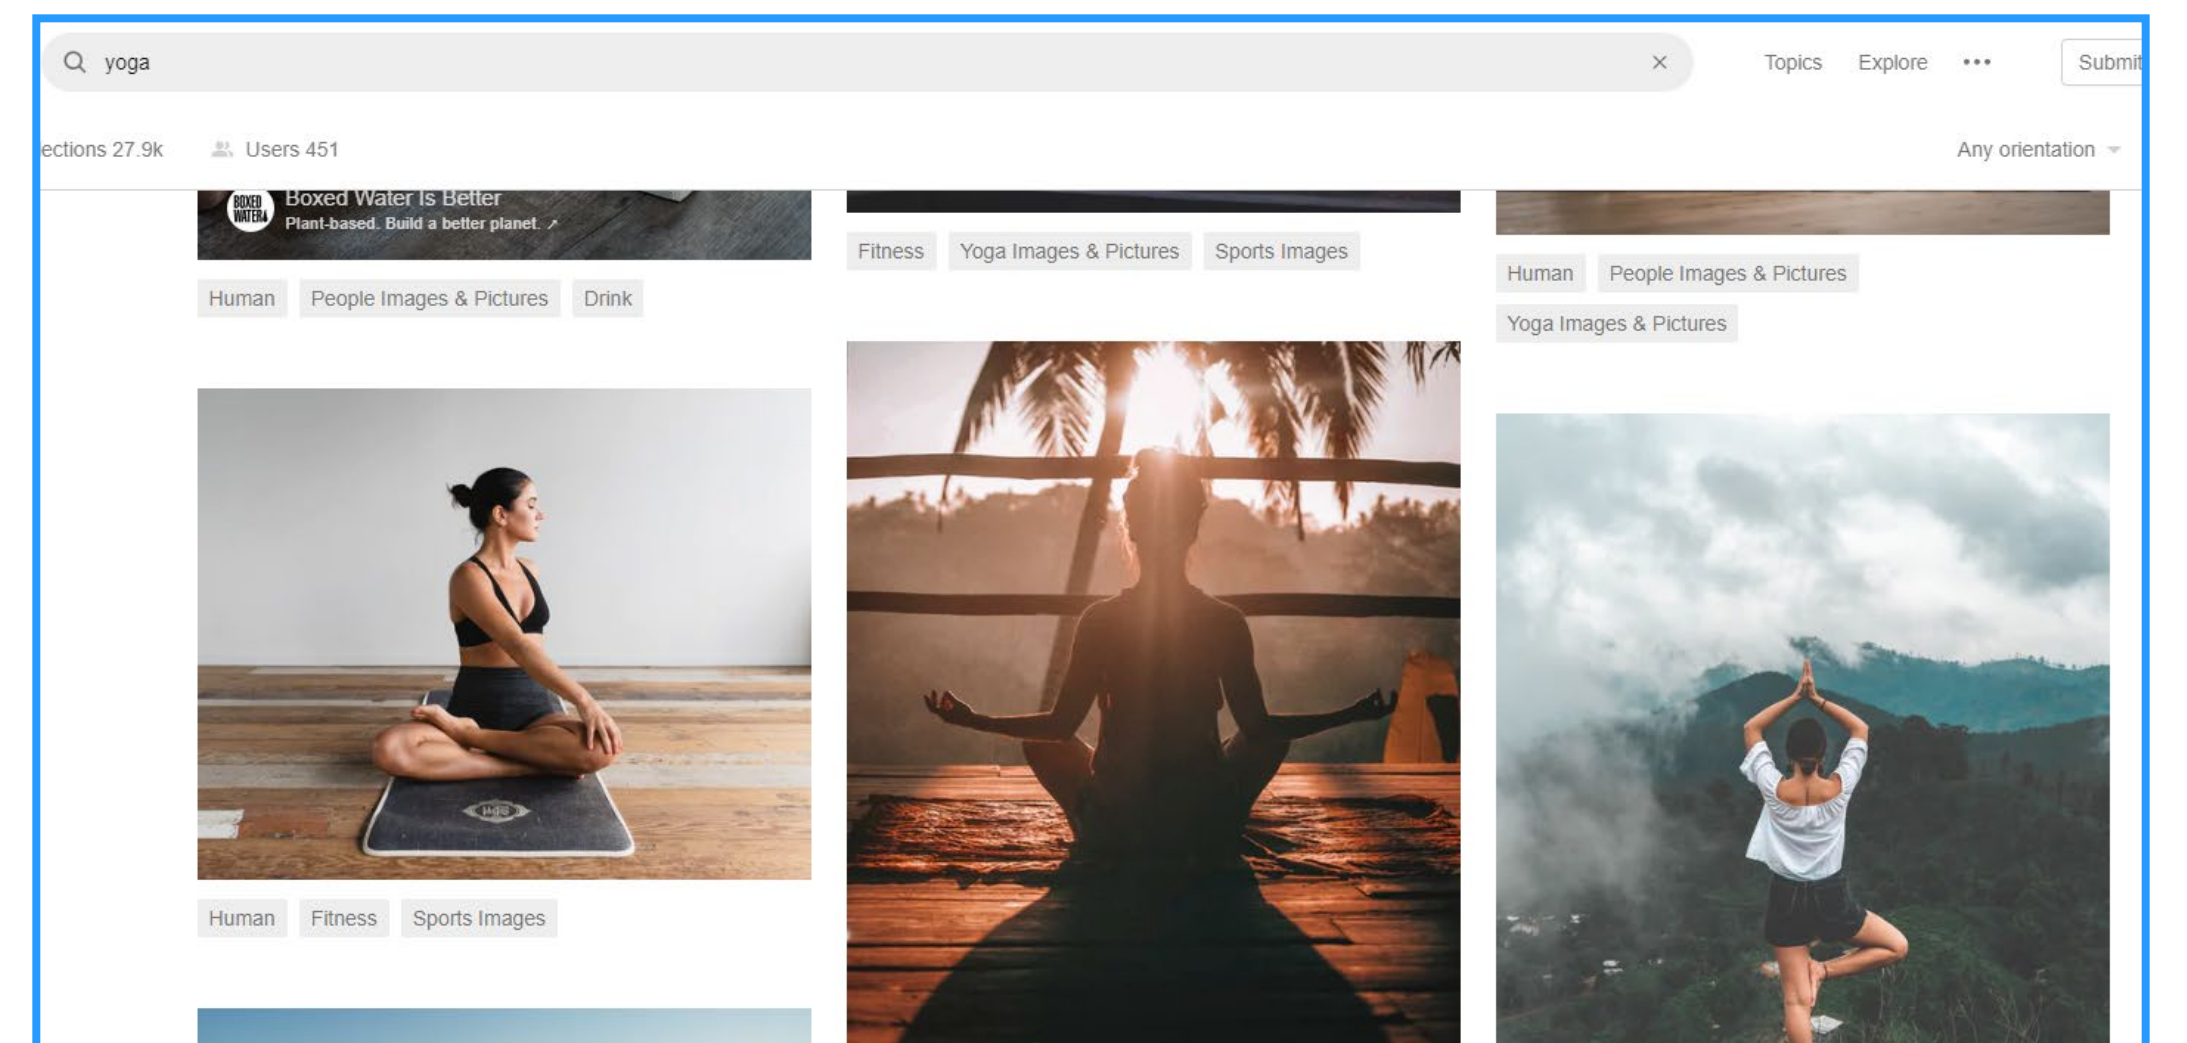 yoga
Topics Explore ••• Submit
ections 27.9k Users 451 Any orientation
BOXED
WATER
Boxed Water Is Better
Plant-based. Build a better planet. ↗
Human People Images & Pictures Drink
Fitness Yoga Images & Pictures Sports Images
Human People Images & Pictures
Yoga Images & Pictures
Human Fitness Sports Images